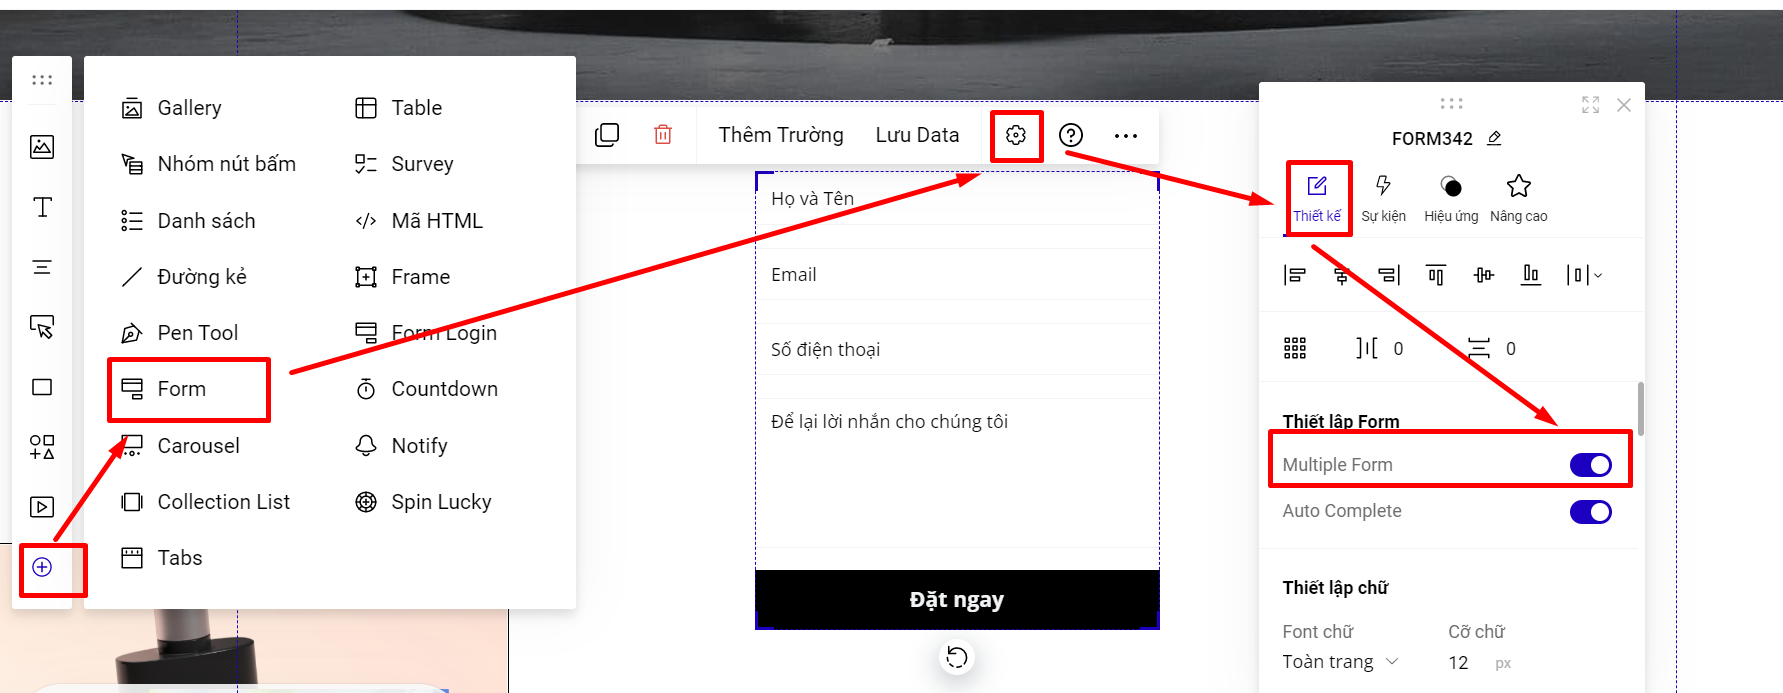 Gallery
Table
Nhóm nút bấm
Survey
Danh sách
</> Mã HTML
Đường kẻ
Frame
Pen Tool
Form Login
Form
Countdown
Carousel
Notify
Collection List
Spin Lucky
Tabs
Thêm Trường
Lưu Data
Họ và Tên
Email
Số điện thoại
Để lại lời nhắn cho chúng tôi
Đặt ngay
FORM342
Thiết kế
Sự kiện
Hiệu ứng
Nâng cao
0
0
Thiết lập Form
Multiple Form
Auto Complete
Thiết lập chữ
Font chữ
Cỡ chữ
Toàn trang
12 px